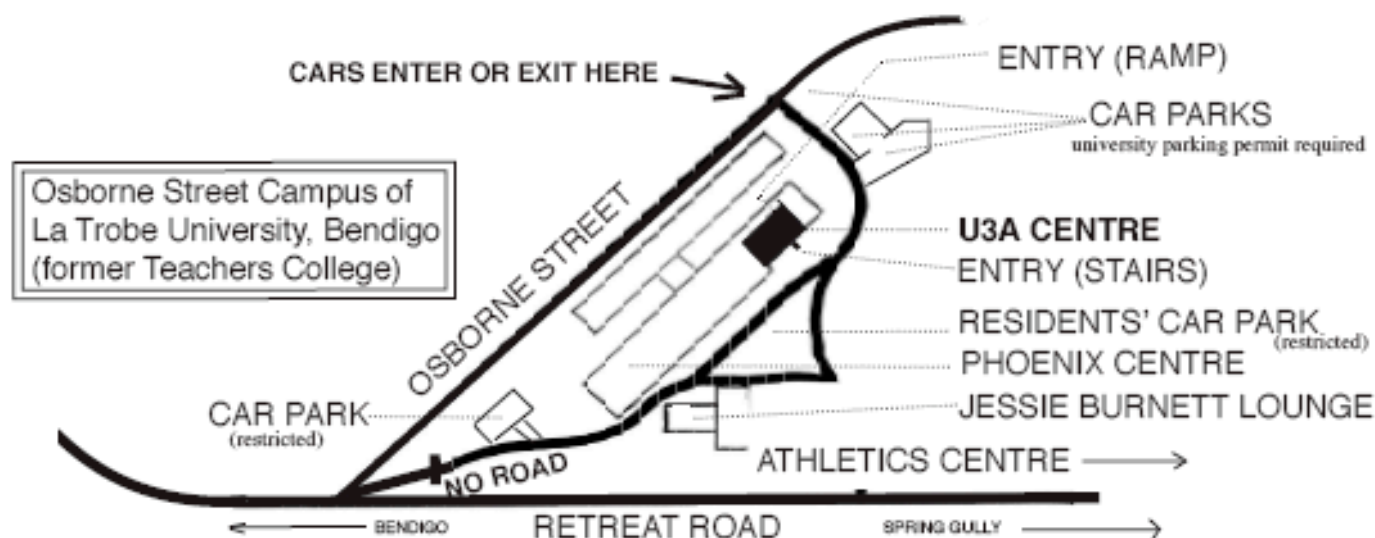 ENTRY (RAMP)
CARS ENTER OR EXIT HERE
CAR PARKS
university parking permit required
Osborne Street Campus of
La Trobe University, Bendigo
(former Teachers College)
OSBORNE STREET
U3A CENTRE
ENTRY (STAIRS)
RESIDENTS' CAR PARK
(restricted)
PHOENIX CENTRE
CAR PARK
(restricted)
JESSIE BURNETT LOUNGE
ATHLETICS CENTRE
NO ROAD
BENDIGO
RETREAT ROAD
SPRING GULLY